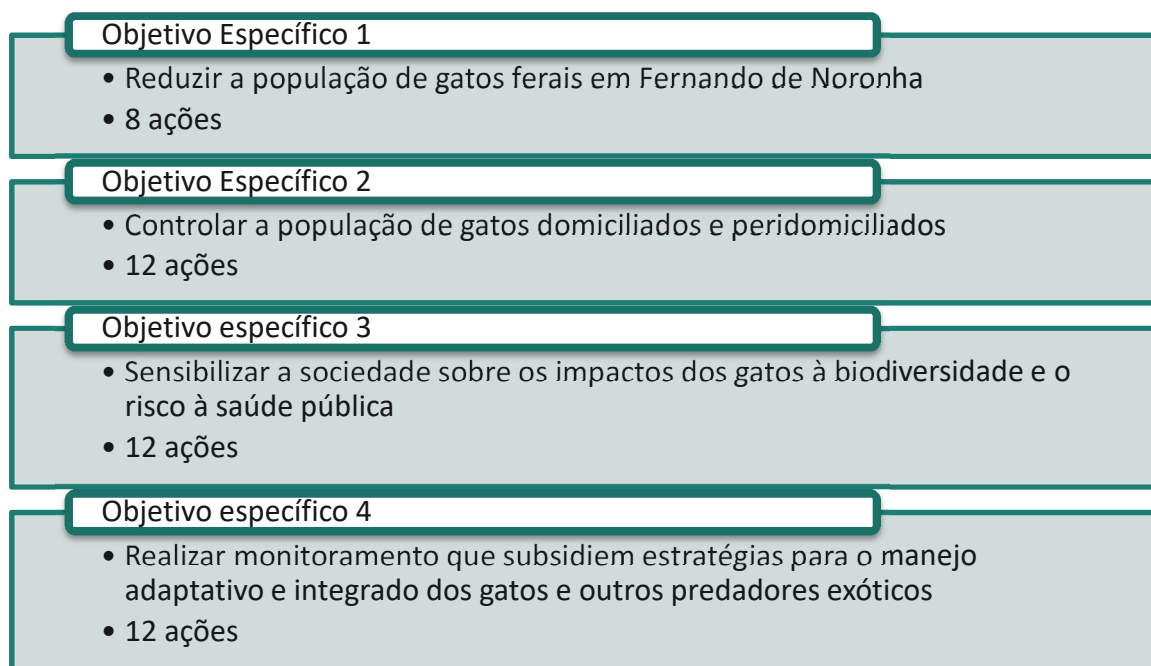 Objetivo Específico 1
• Reduzir a população de gatos ferais em Fernando de Noronha
• 8 ações
Objetivo Específico 2
• Controlar a população de gatos domiciliados e peridomiciliados
• 12 ações
Objetivo específico 3
• Sensibilizar a sociedade sobre os impactos dos gatos à biodiversidade e o
risco à saúde pública
• 12 ações
Objetivo específico 4
• Realizar monitoramento que subsidiem estratégias para o manejo
adaptativo e integrado dos gatos e outros predadores exóticos
• 12 ações